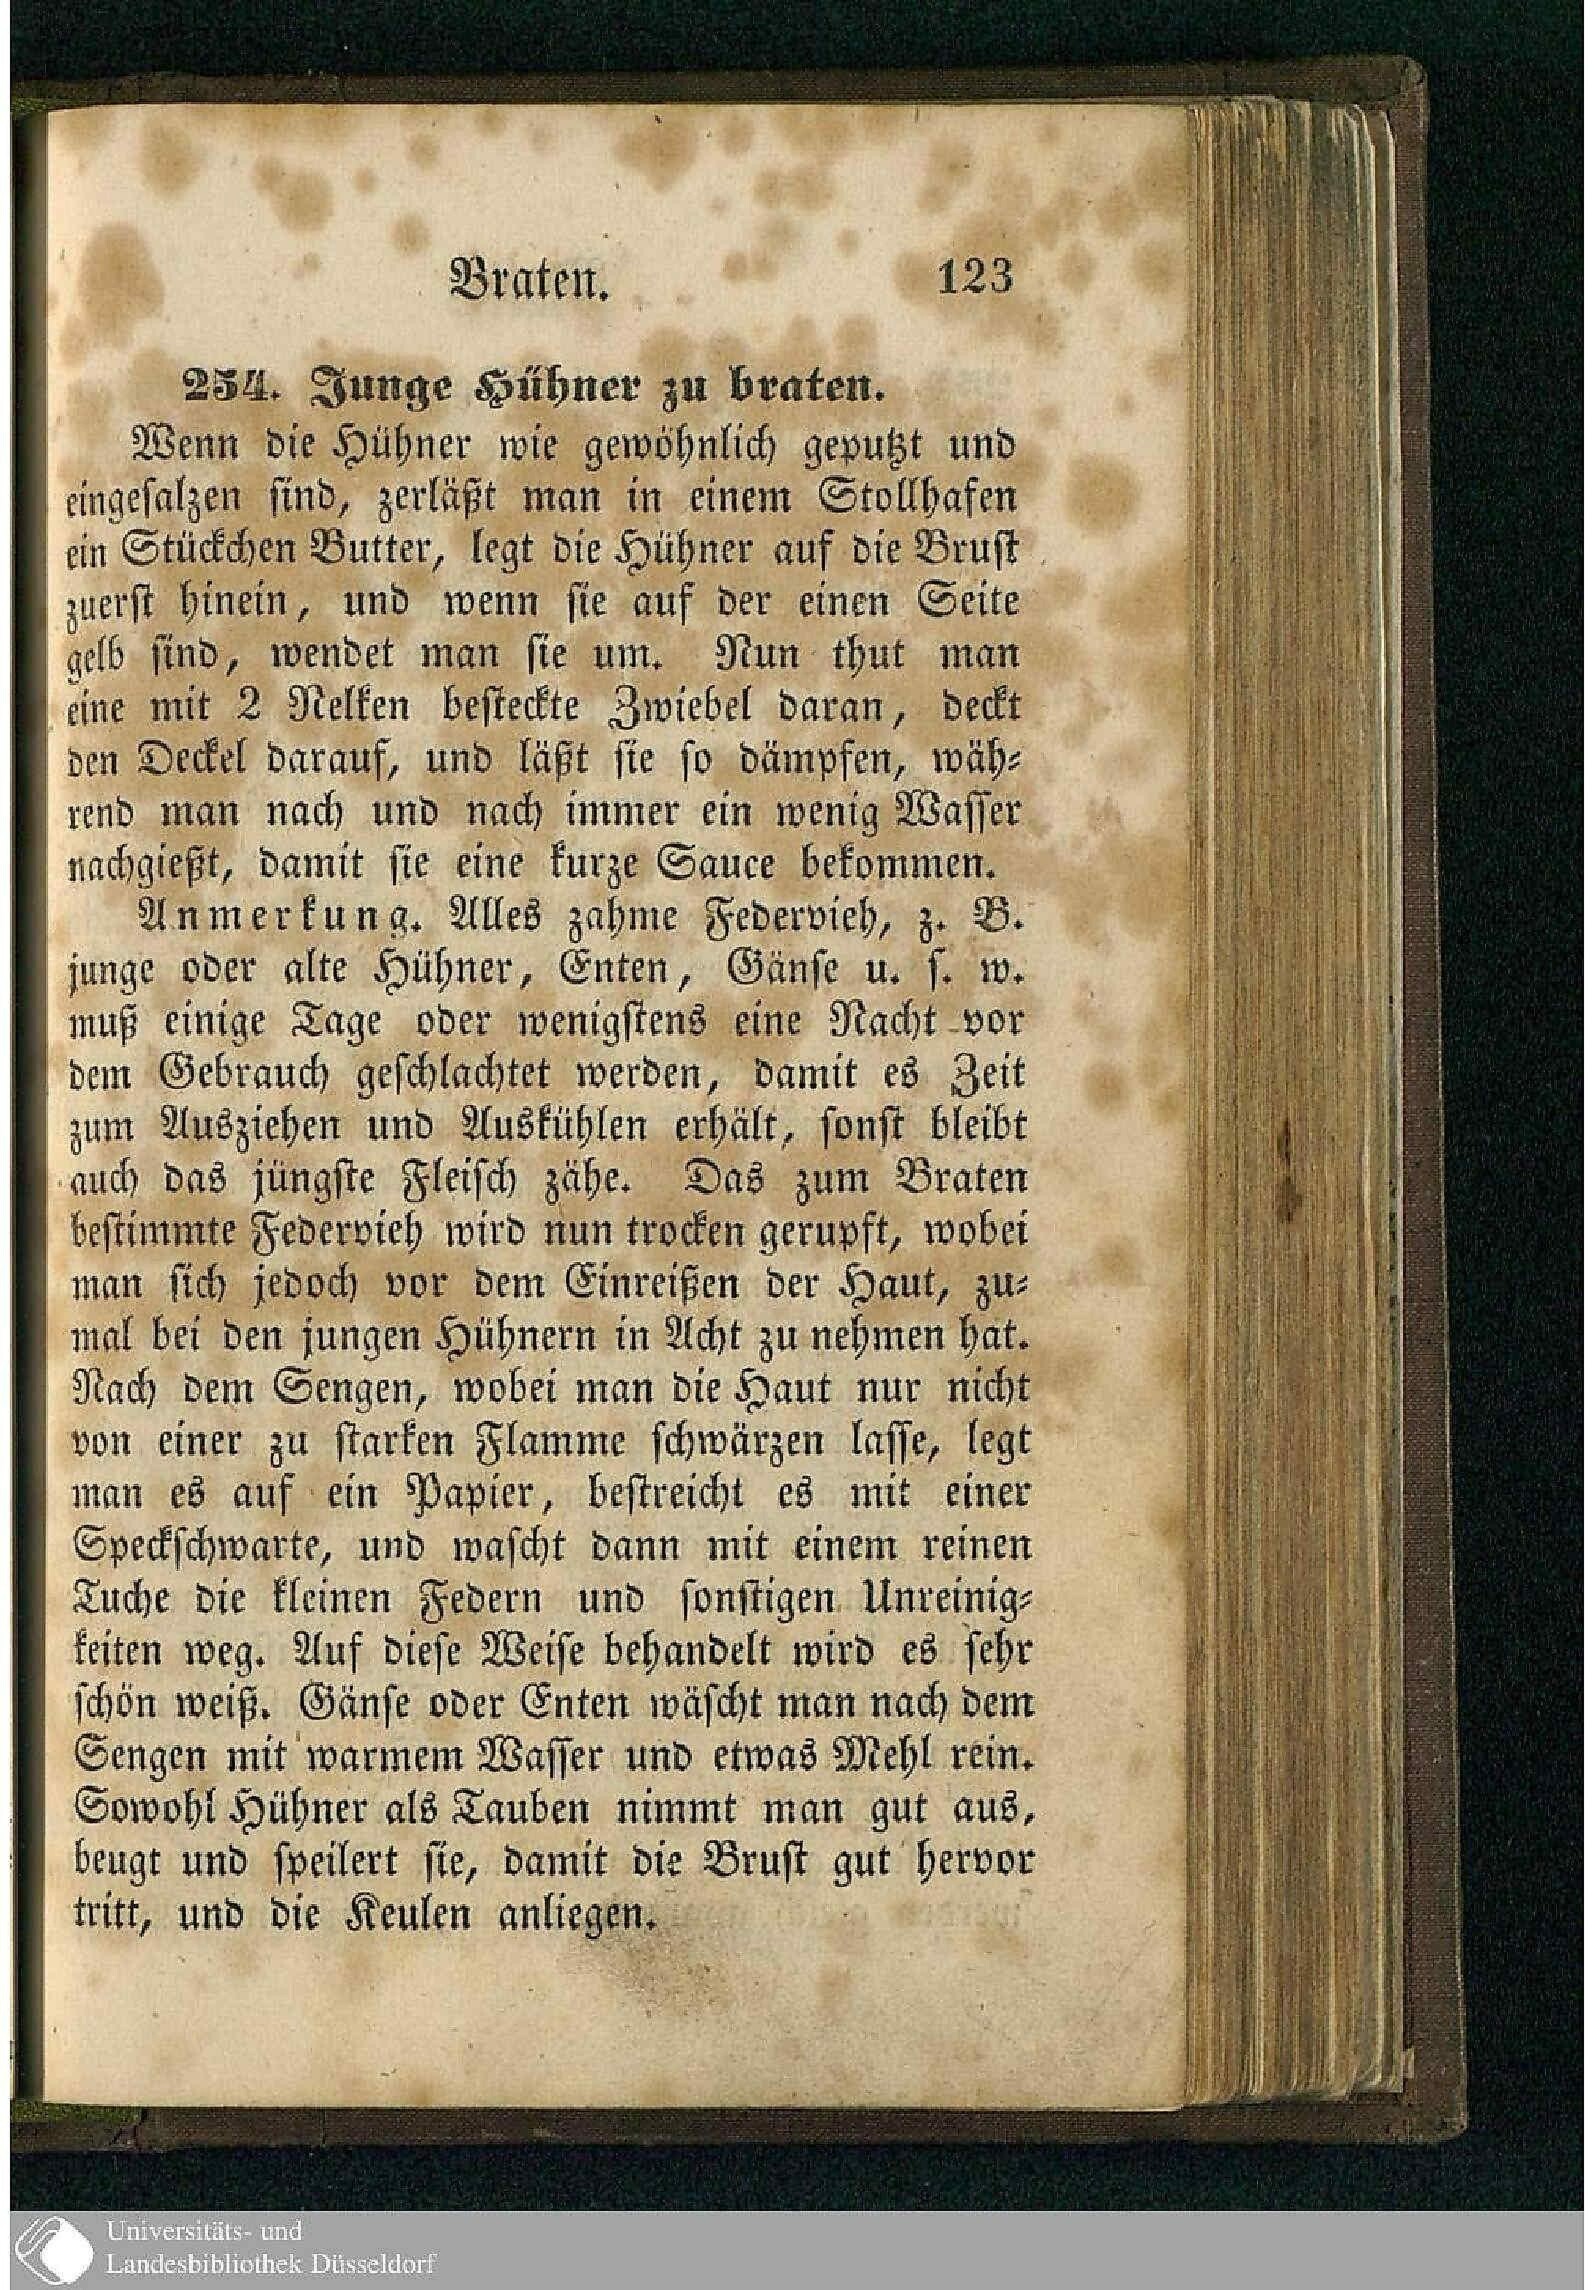 Braten. 123
254. Junge Hühner zu braten.
Wenn die Hühner wie gewöhnlich geputzt und
eingesalzen sind, zerläßt man in einem Stollhafen
ein Stückchen Butter, legt die Hühner auf die Brust
zuerst hinein, und wenn sie auf der einen Seite
gelb sind, wendet man sie um. Nun thut man
eine mit 2 Nelken besteckte Zwiebel daran, deckt
den Deckel darauf, und läßt sie so dämpfen, wäh-
rend man nach und nach immer ein wenig Wasser
nachgießt, damit sie eine kurze Sauce bekommen.
Anmerkung. Alles zahme Federvieh, z. B.
junge oder alte Hühner, Enten, Gänse u. s. w.
muß einige Tage oder wenigstens eine Nacht vor
dem Gebrauch geschlachtet werden, damit es Zeit
zum Ausziehen und Auskühlen erhält, sonst bleibt
auch das jüngste Fleisch zähe. Das zum Braten
bestimmte Federvieh wird nun trocken gerupft, wobei
man sich jedoch vor dem Einreißen der Haut, zu-
mal bei den jungen Hühnern in Acht zu nehmen hat.
Nach dem Sengen, wobei man die Haut nur nicht
von einer zu starken Flamme schwärzen lasse, legt
man es auf ein Papier, bestreicht es mit einer
Speckschwarte, und wascht dann mit einem reinen
Tuche die kleinen Federn und sonstigen Unreinig-
keiten weg. Auf diese Weise behandelt wird es sehr
schön weiß. Gänse oder Enten wäscht man nach dem
Sengen mit warmem Wasser und etwas Mehl rein.
Sowohl Hühner als Tauben nimmt man gut aus,
beugt und speilert sie, damit die Brust gut hervor
tritt, und die Keulen anliegen.
Universitäts- und
Landesbibliothek Düsseldorf